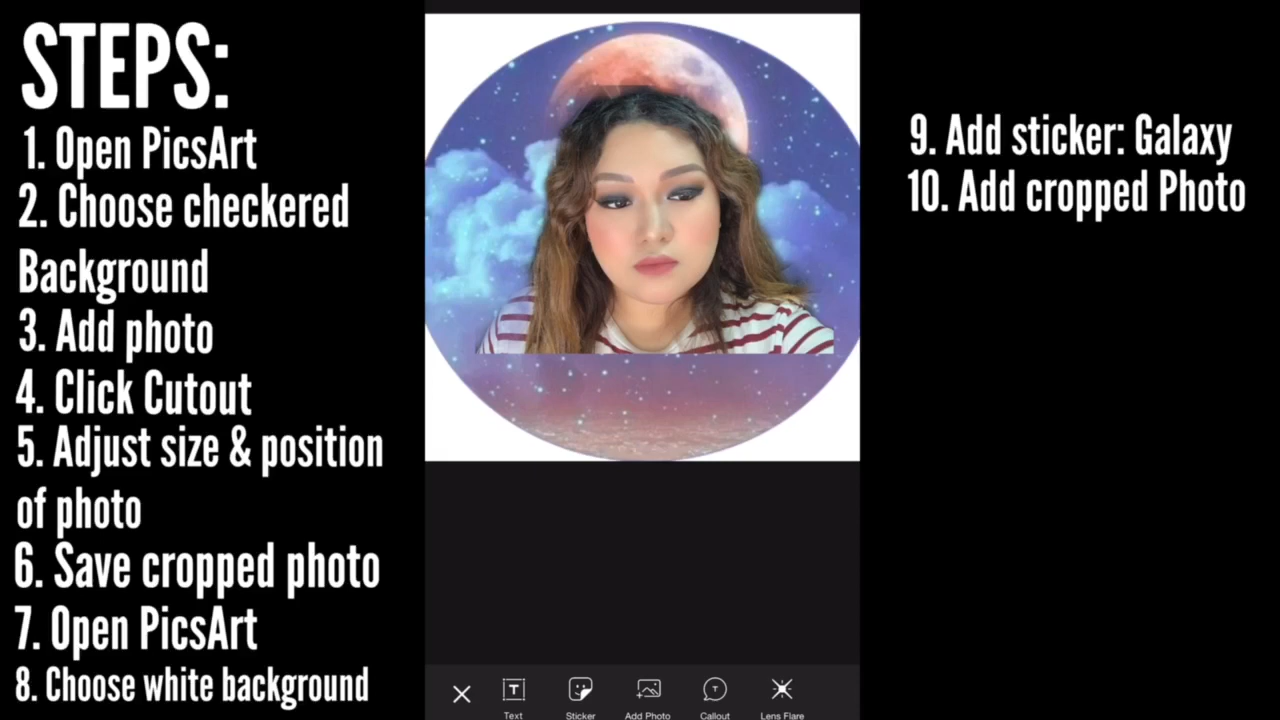 STEPS:
1. Open PicsArt
2. Choose checkered
Background
3. Add photo
4. Click Cutout
5. Adjust size & position
of photo
6. Save cropped photo
7. Open PicsArt
8. Choose white background
9. Add sticker: Galaxy
10. Add cropped Photo
T
T
Text
Sticker
Add Photo
Callout
Lens Flare